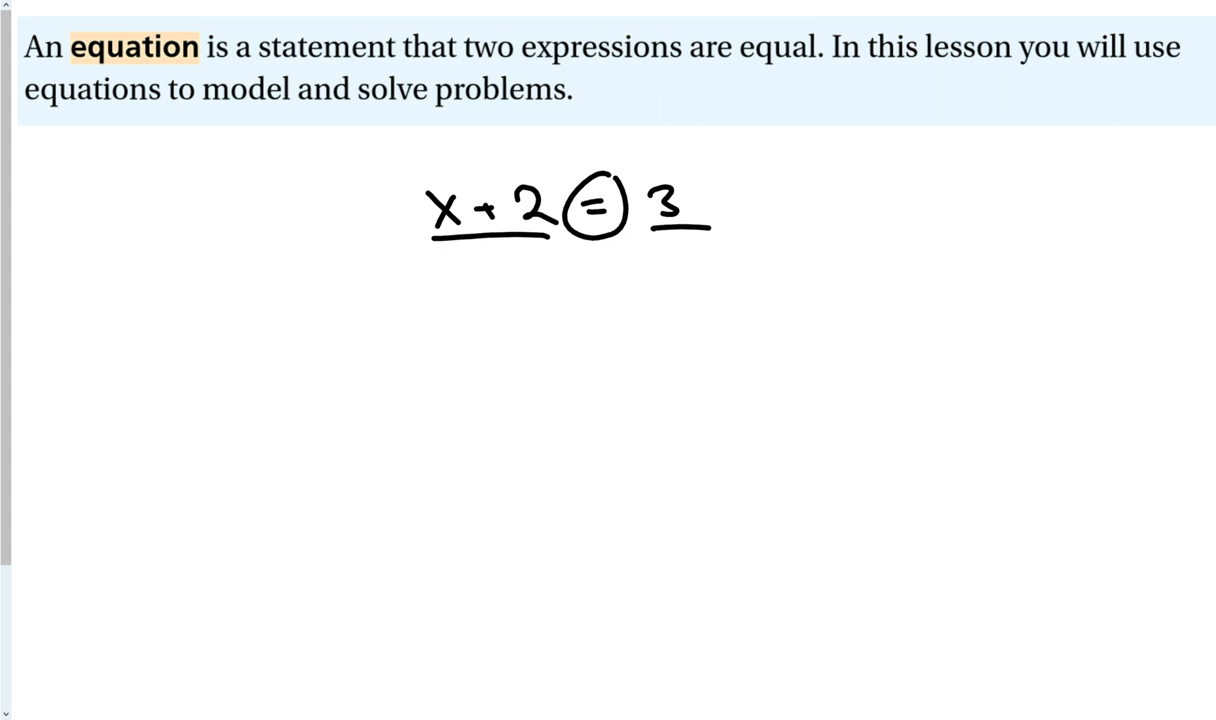 An equation is a statement that two expressions are equal. In this lesson you will use
equations to model and solve problems.
x + 2 = 3